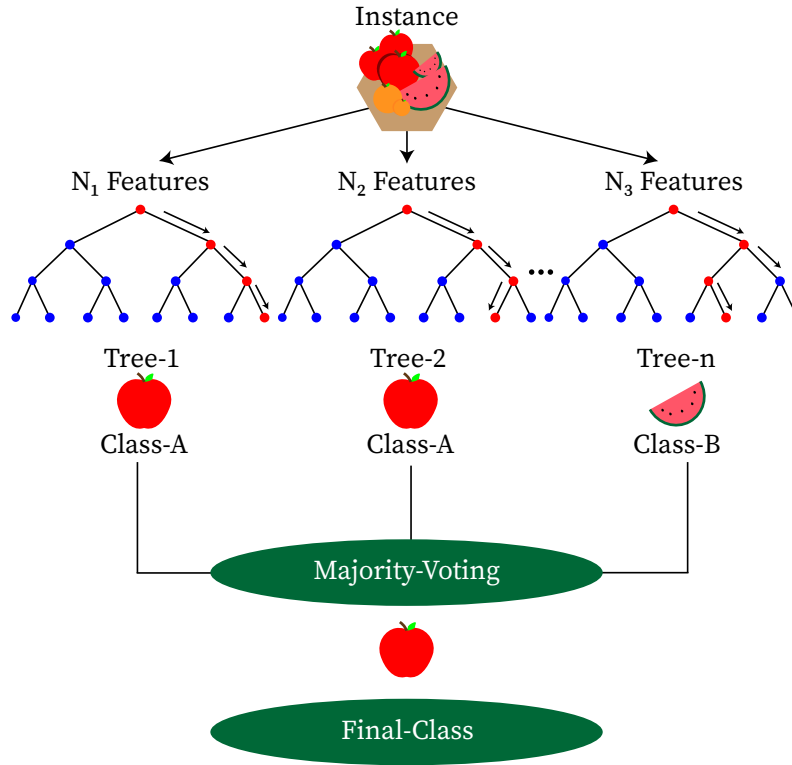 Instance
N₁ Features
N₂ Features
N₃ Features
...
Tree-1
Tree-2
Tree-n
Class-A
Class-A
Class-B
Majority-Voting
Final-Class